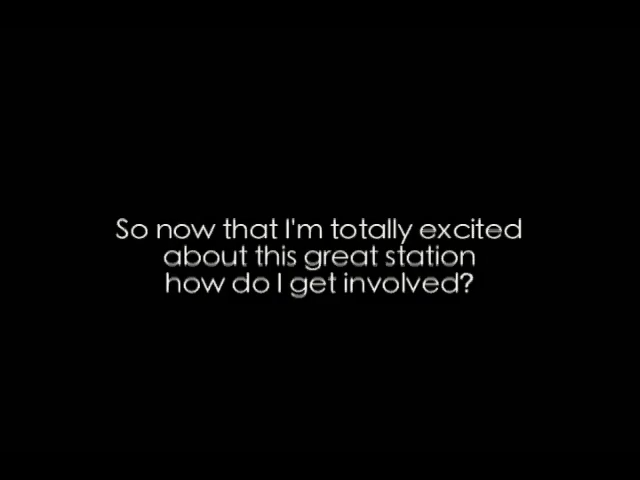 So now that I'm totally excited
about this great station
how do I get involved?